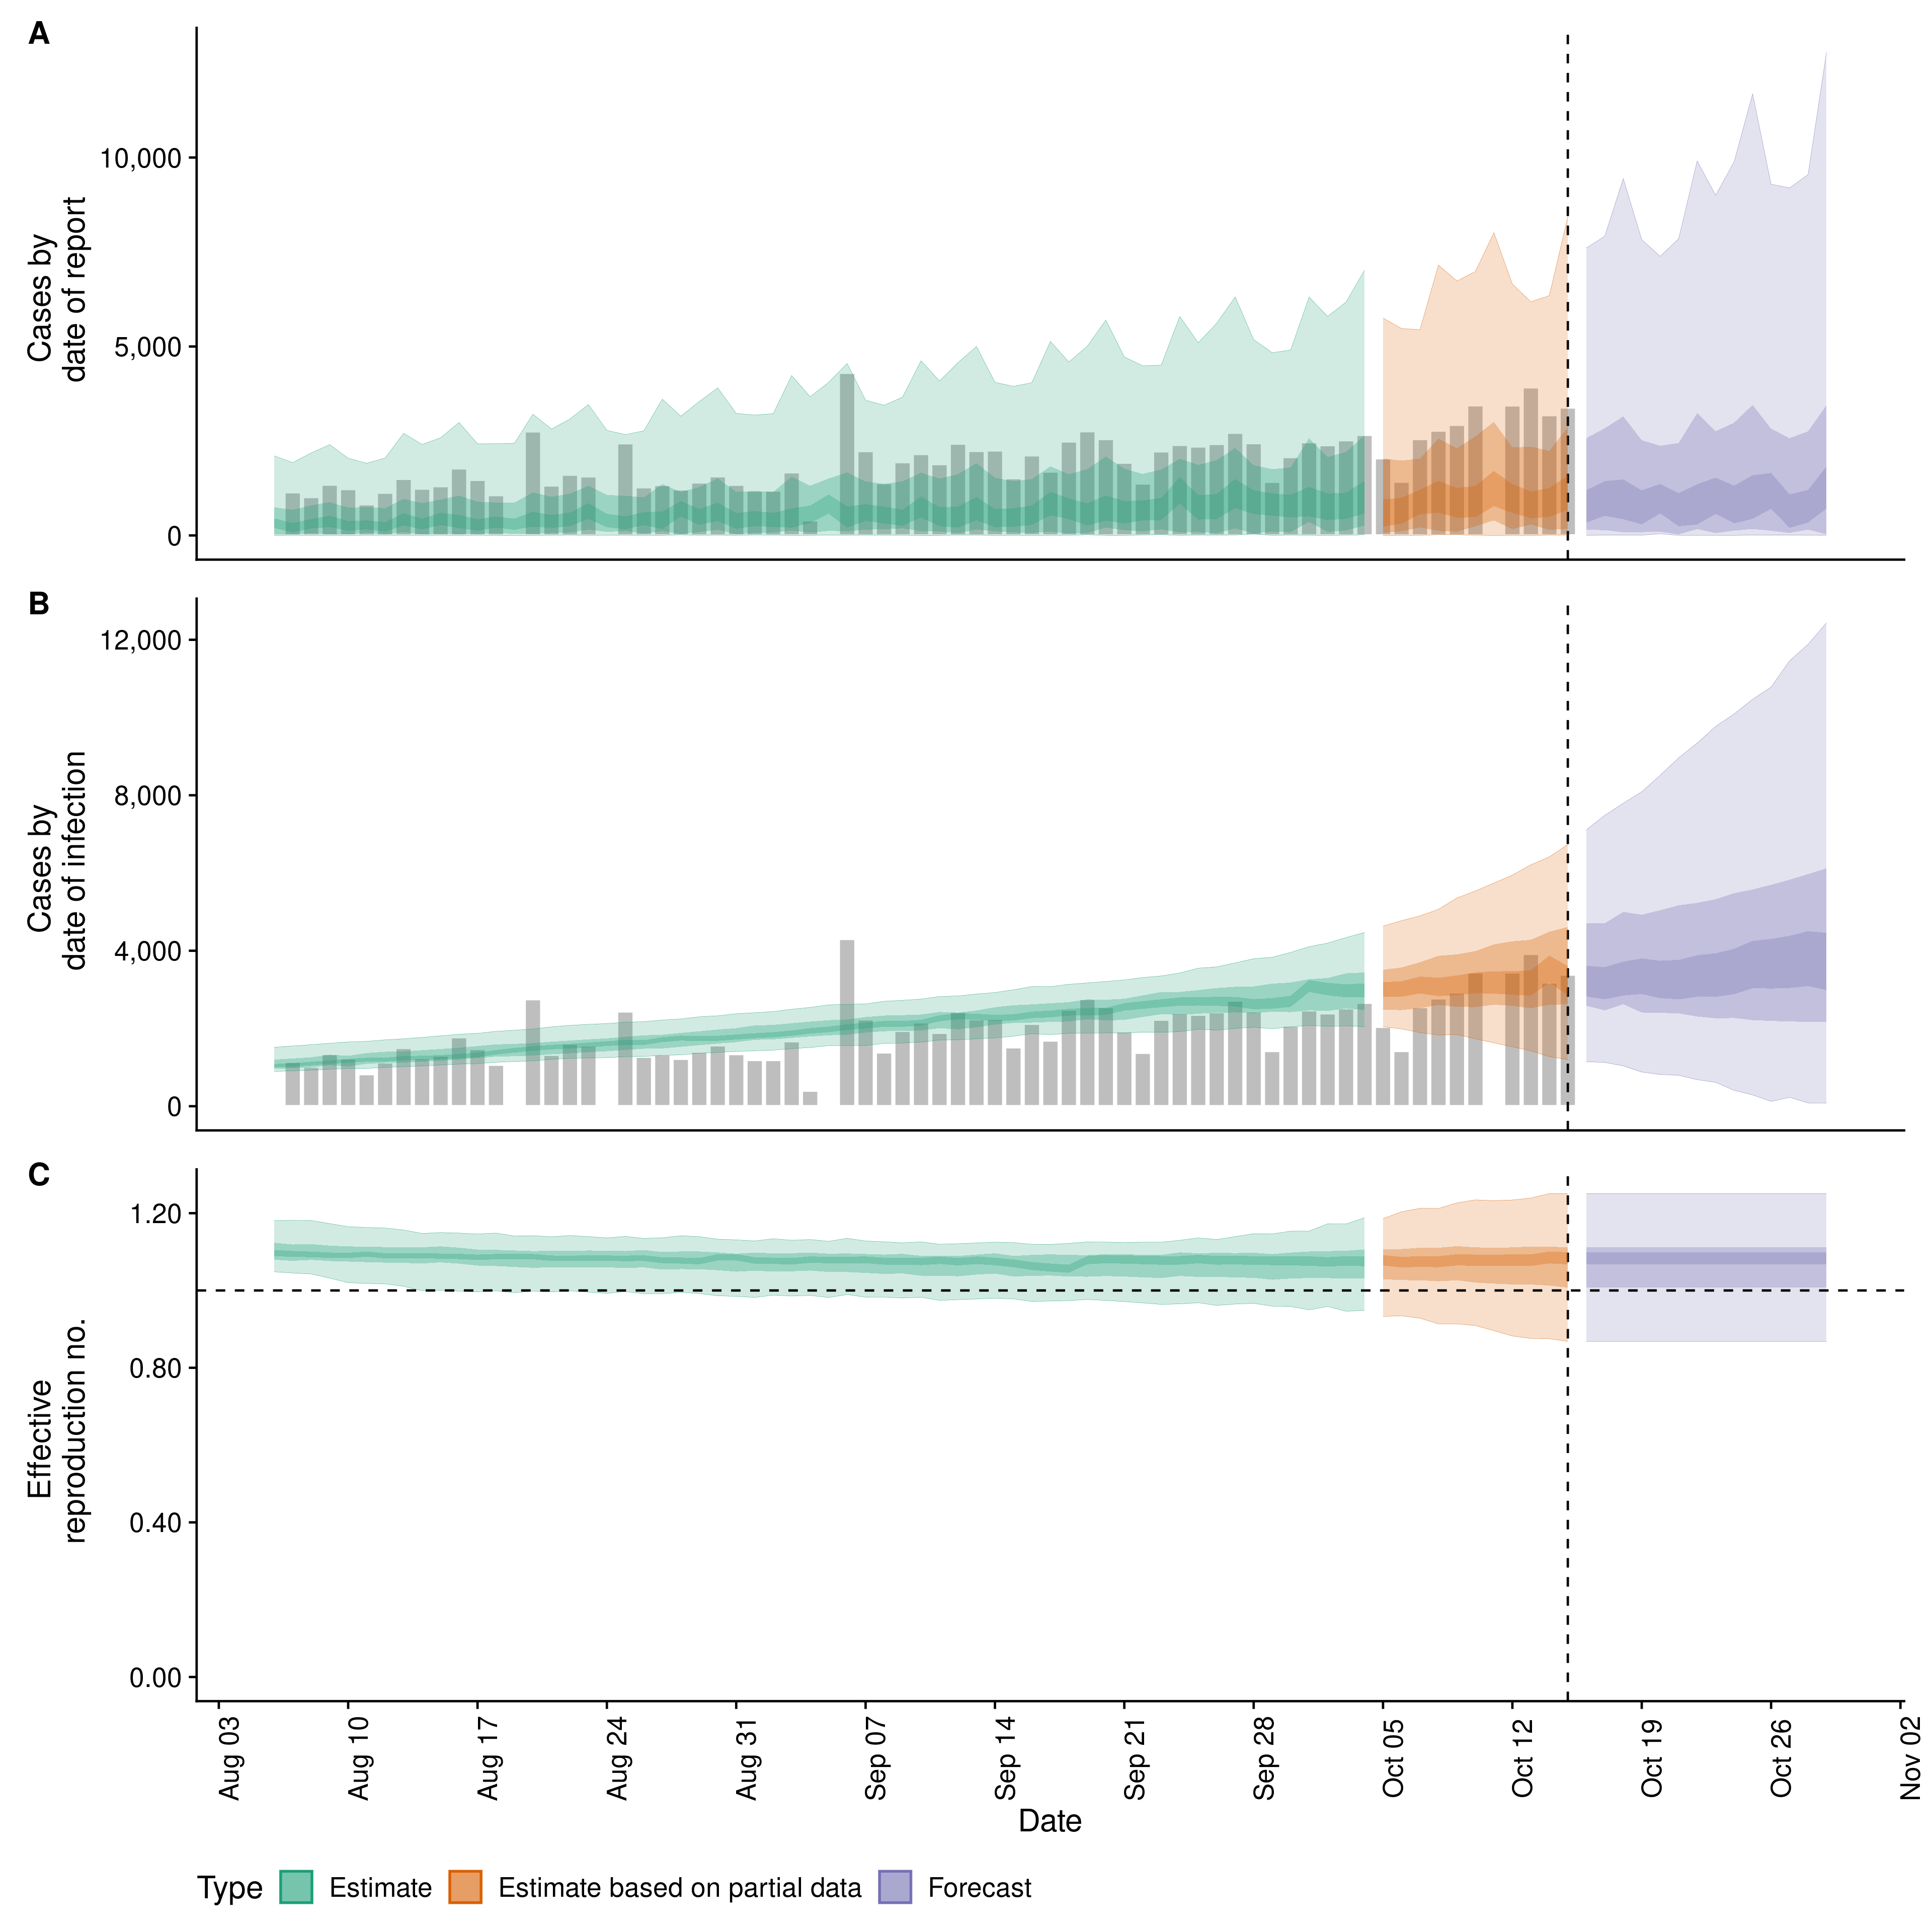 A
Cases by
date of report
10,000
5,000
0
B
Cases by
date of infection
12,000
8,000
4,000
0
C
Effective
reproduction no.
1.20
0.80
0.40
0.00
Aug 03
Aug 10
Aug 17
Aug 24
Aug 31
Sep 07
Sep 14
Sep 21
Sep 28
Oct 05
Oct 12
Oct 19
Oct 26
Nov 02
Date
Type Estimate Estimate based on partial data Forecast